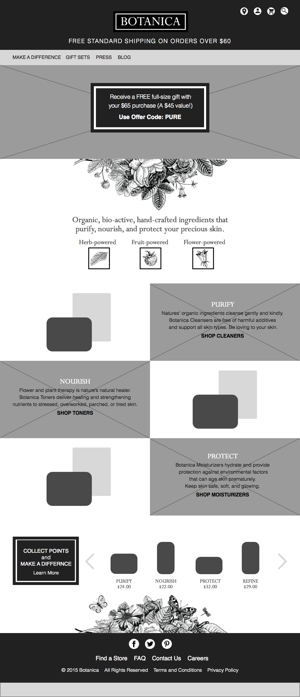 BOTANICA
FREE STANDARD SHIPPING ON ORDERS OVER $60
MAKE A DIFFERENCE GIFT SETS PRESS BLOG
Receive a FREE full-size gift with
your $65 purchase (A $45 value!)
Use Offer Code: PURE
Organic, bio-active, hand-crafted ingredients that
purify, nourish, and protect your precious skin.
Herb-powered Fruit-powered Flower-powered
PURIFY
Natures' organic ingredients cleanse gently and kindly.
Botanica Cleansers are free of harmful additives
and support all skin types. Be loving to your skin.
SHOP CLEANERS
NOURISH
Flower and plant therapy is nature's natural healer.
Botanica Toners deliver healing and strengthening
nutrients to stressed, overworked, parched, or tired skin.
SHOP TONERS
PROTECT
Botanica Moisturizers hydrate and provide
protection against environmental factors
that can age skin prematurely.
Keep skin safe, soft, and glowing.
SHOP MOISTURIZERS
COLLECT POINTS
and
MAKE A DIFFERNCE
Learn More
PURIFY NOURISH PROTECT REFINE
$24.00 $22.00 $32.00 $29.00
Find a Store FAQ Contact Us Careers
© 2015 Botanica All Rights Reserved Terms and Conditions Privacy Policy